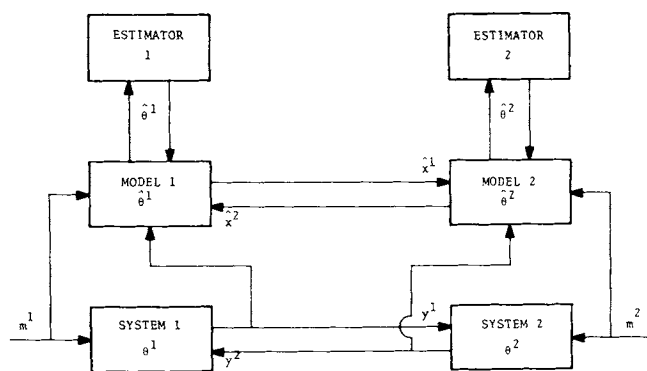 ESTIMATOR
1
ESTIMATOR
2
θ̂¹
θ̂²
MODEL 1
θ̂¹
x̂¹
MODEL 2
θ̂²
x̂²
m¹
SYSTEM 1
θ¹
y¹
y²
SYSTEM 2
θ²
m²